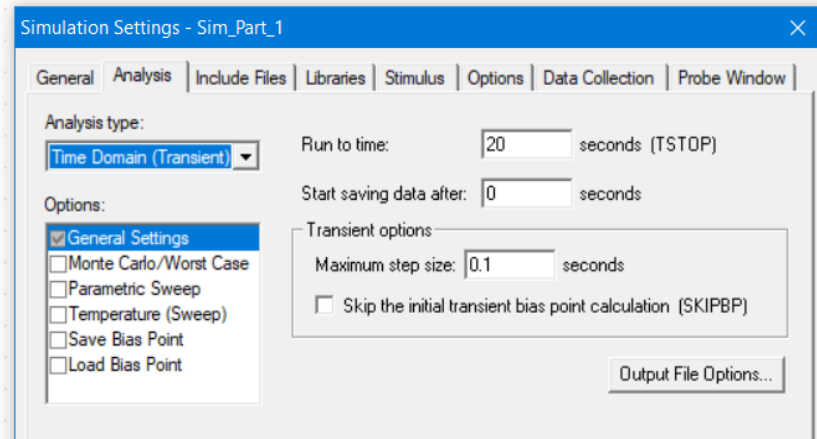 Simulation Settings - Sim_Part_1
General Analysis Include Files Libraries Stimulus Options Data Collection Probe Window
Analysis type:
Time Domain (Transient)
Options:
General Settings
Monte Carlo/Worst Case
Parametric Sweep
Temperature (Sweep)
Save Bias Point
Load Bias Point
Run to time: 20 seconds (TSTOP)
Start saving data after: 0 seconds
Transient options
Maximum step size: 0.1 seconds
Skip the initial transient bias point calculation (SKIPBP)
Output File Options...